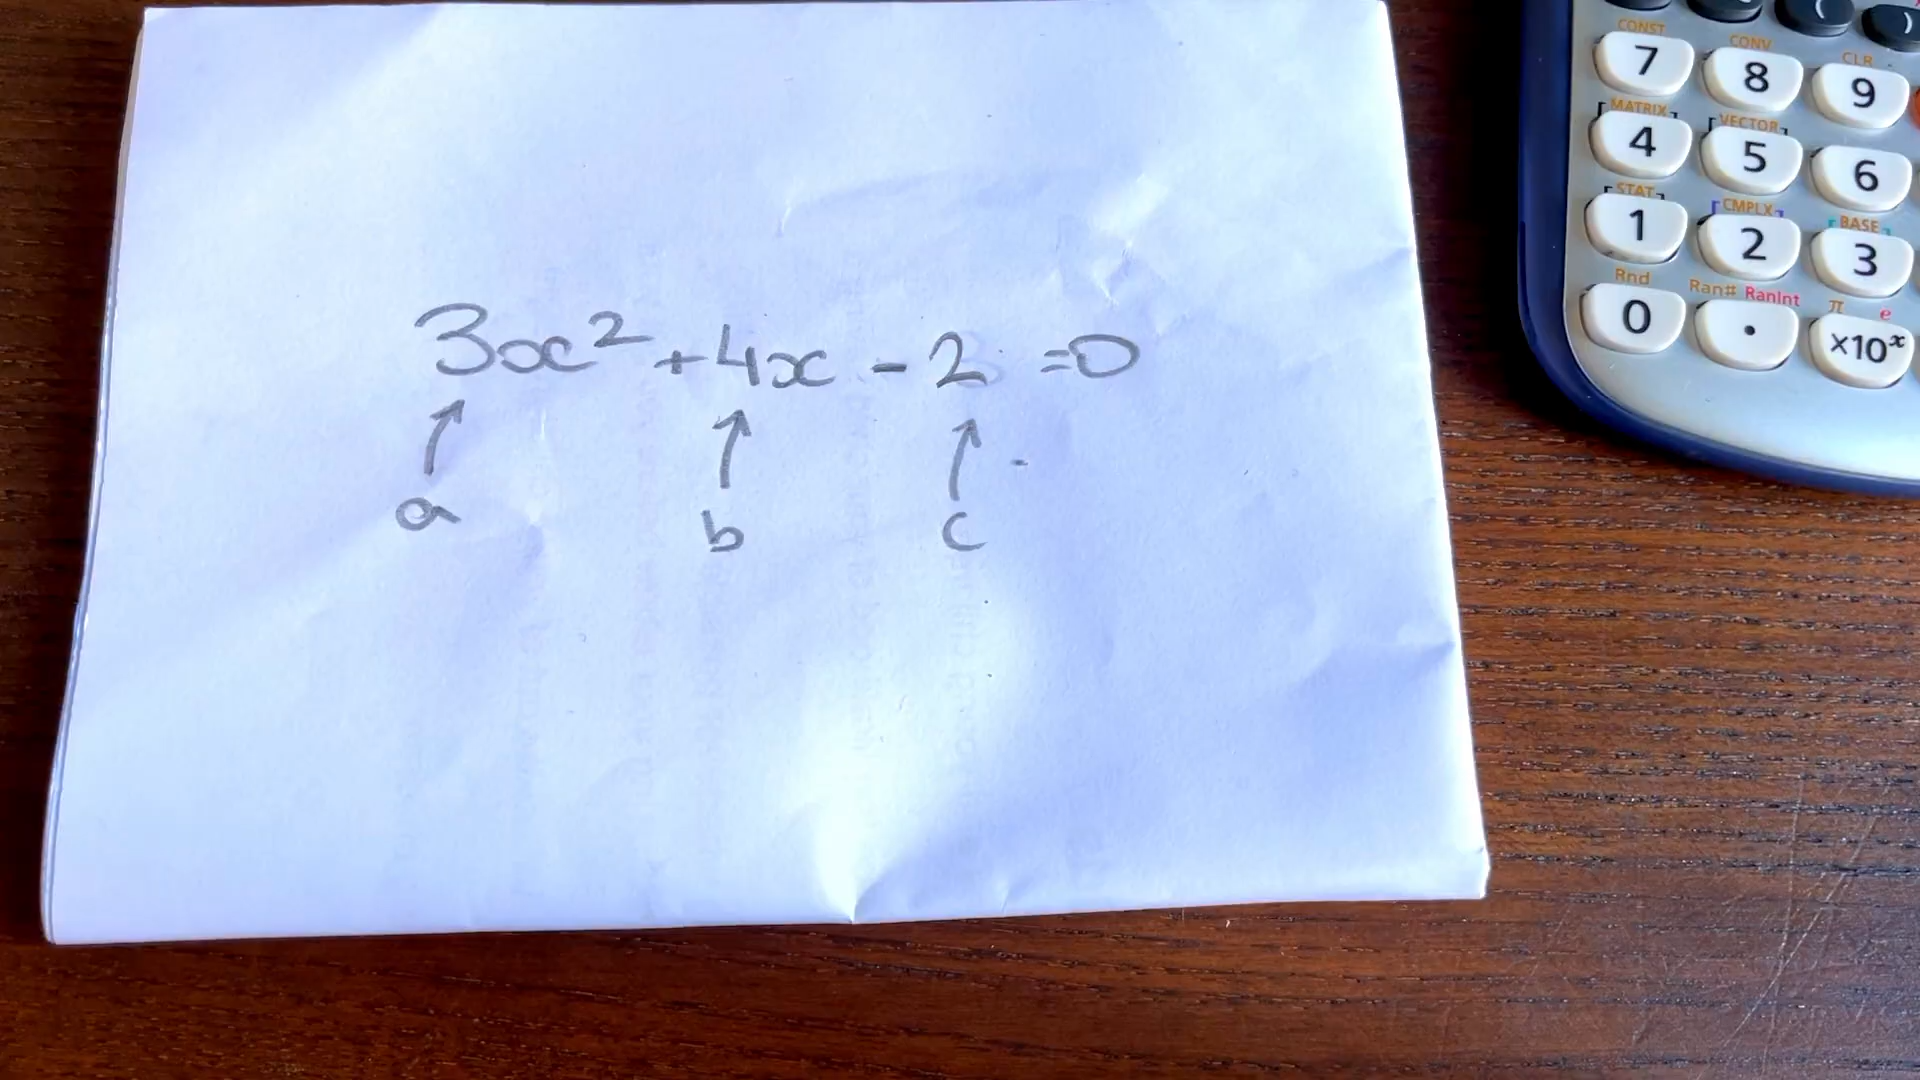 3x² + 4x - 2 = 0
↑ ↑ ↑
a b c
( )
CONST CONV CLR
7 8 9
MATRIX VECTOR
4 5 6
STAT CMPLX BASE
1 2 3
Rnd Ran# RanInt π e
0 . ×10ˣ